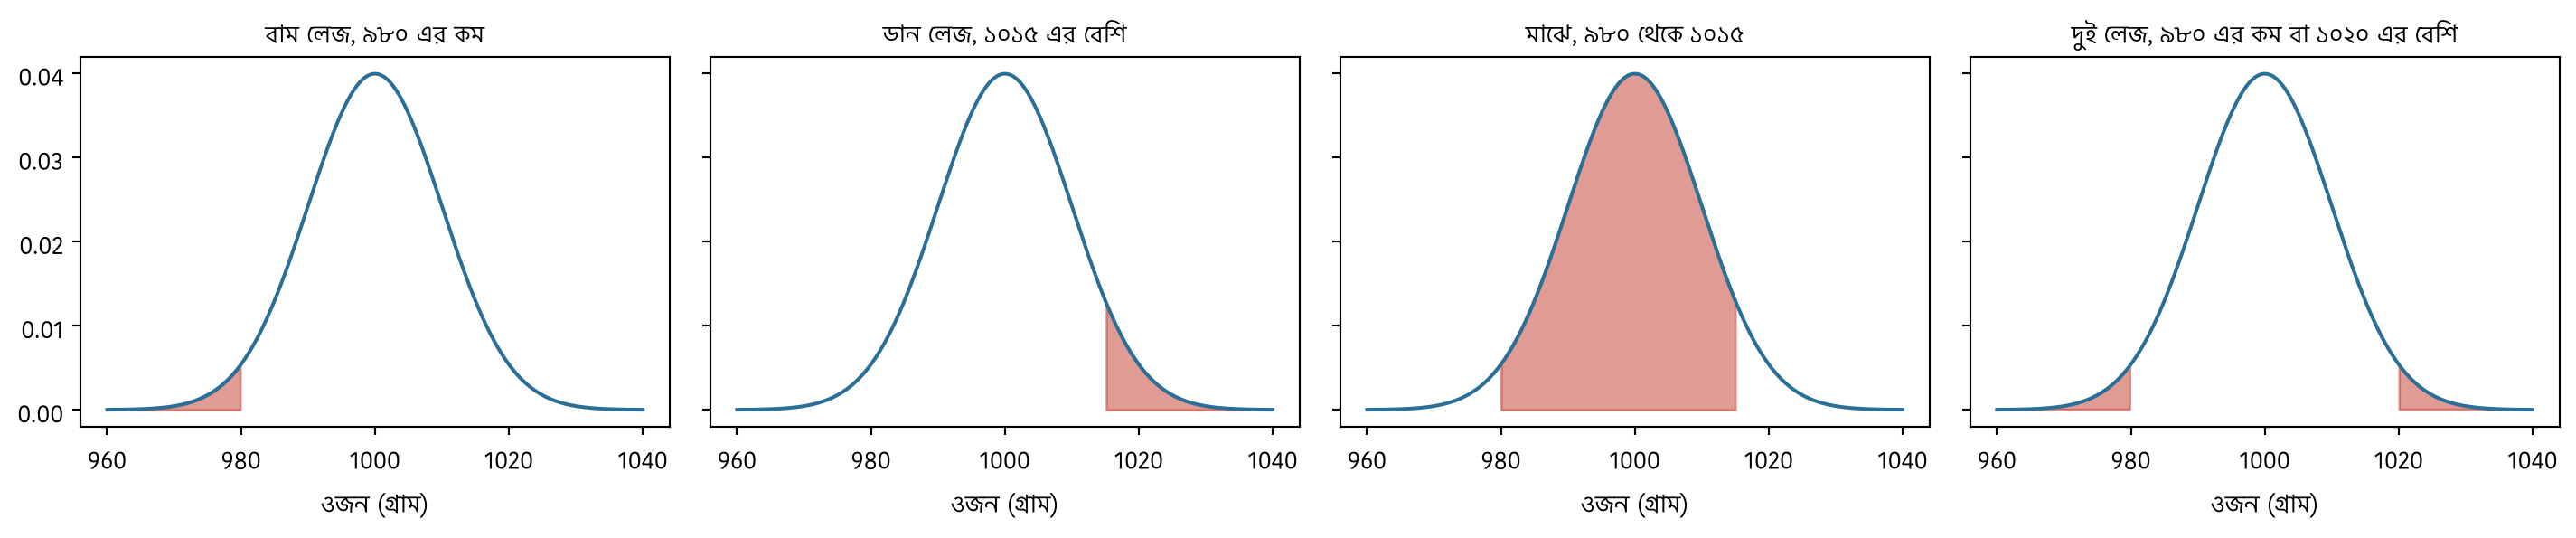 বাম লেজ, ৯৮০ এর কম
ডান লেজ, ১০১৫ এর বেশি
মাঝে, ৯৮০ থেকে ১০১৫
দুই লেজ, ৯৮০ এর কম বা ১০২০ এর বেশি
0.04
0.03
0.02
0.01
0.00
960 980 1000 1020 1040
960 980 1000 1020 1040
960 980 1000 1020 1040
960 980 1000 1020 1040
ওজন (গ্রাম)
ওজন (গ্রাম)
ওজন (গ্রাম)
ওজন (গ্রাম)